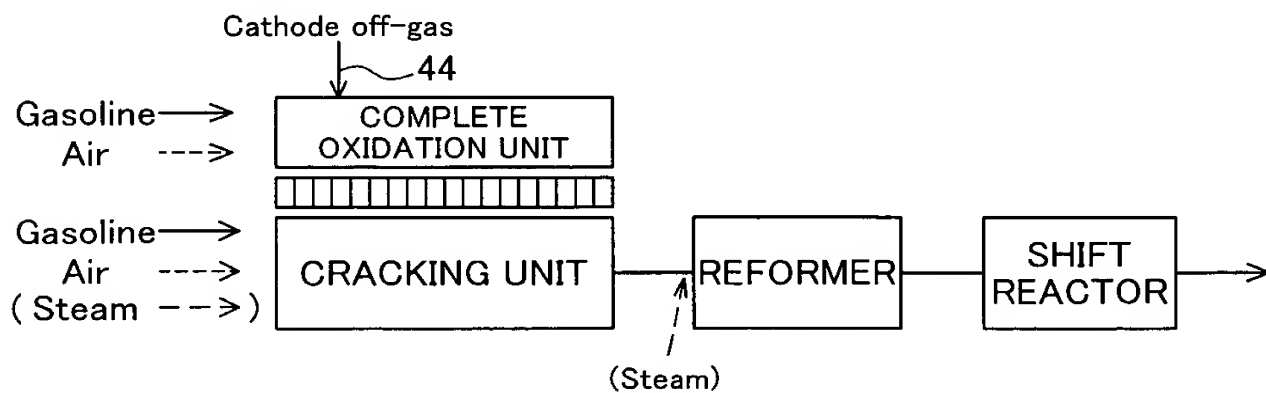 Cathode off-gas
44
Gasoline
Air
COMPLETE
OXIDATION UNIT
Gasoline
Air
(Steam)
CRACKING UNIT
REFORMER
SHIFT
REACTOR
(Steam)